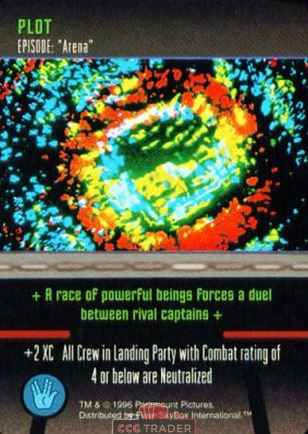 PLOT
EPISODE: "Arena"
+ A race of powerful beings forces a duel
between rival captains +
+2 XC All Crew in Landing Party with Combat rating of
4 or below are Neutralized
TM & © 1996 Paramount Pictures.
Distributed by SkyBox International.™
CCG TRADER